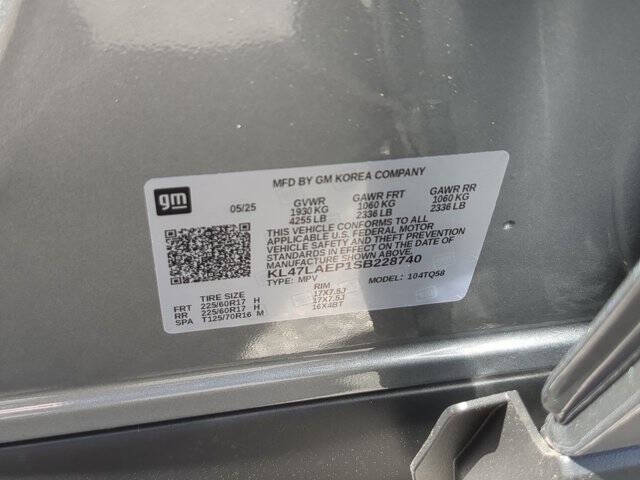 MFD BY GM KOREA COMPANY
gm
05/25
GVWR GAWR FRT GAWR RR
1930 KG 1060 KG 1060 KG
4255 LB 2336 LB 2336 LB
THIS VEHICLE CONFORMS TO ALL
APPLICABLE U.S. FEDERAL MOTOR
VEHICLE SAFETY AND THEFT PREVENTION
STANDARDS IN EFFECT ON THE DATE OF
MANUFACTURE SHOWN ABOVE.
KL47LAEP1SB228740
TYPE: MPV MODEL: 104TQ58
TIRE SIZE RIM
FRT 225/60R17 H 17X7.5J
RR 225/60R17 H 17X7.5J
SPA T125/70R16 M 16X4BT